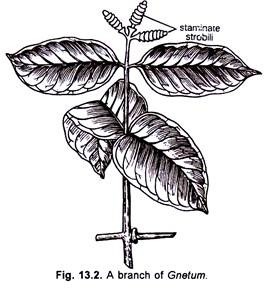 staminate
strobili
Fig. 13.2. A branch of Gnetum.